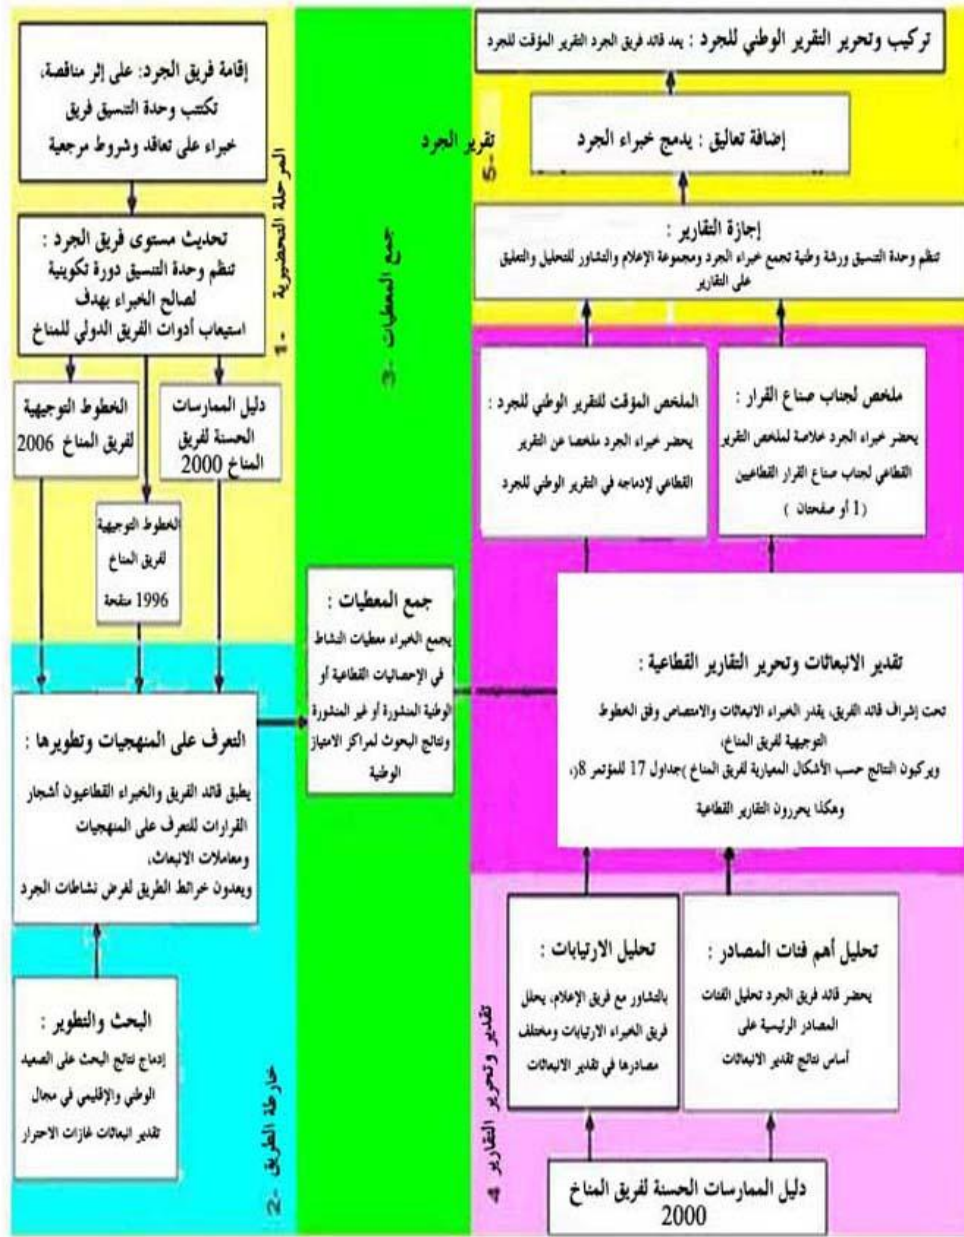 إقامة فريق الجرد: على إثر مناقصة،
تكتتب وحدة التنسيق فريق
خبراء على تعاقد وشروط مرجعية
تحديث مستوى فريق الجرد :
تنظم وحدة التنسيق دورة تكوينية
لصالح الخبراء بهدف
استيعاب أدوات الفريق الدولي للمناخ
الخطوط التوجيهية
لفريق المناخ 2006
دليل الممارسات
الحسنة لفريق
المناخ 2000
الخطوط التوجيهية
لفريق المناخ
1996 منقحة
1- المرحلة التحضيرية
التعرف على المنهجيات وتطويرها :
يطبق قائد الفريق والخبراء القطاعيون أشجار
القرارات للتعرف على المنهجيات
ومعاملات الانبعاث،
ويعدون خرائط الطريق لغرض نشاطات الجرد
البحث والتطوير :
إدماج نتائج البحث على الصعيد
الوطني والإقليمي في مجال
تقدير انبعاثات غازات الاحترار
2- خارطة الطريق
3- جمع المعطيات
جمع المعطيات :
يجمع الخبراء معطيات النشاط
في الإحصائيات القطاعية أو
الوطنية المنشورة أو غير المنشورة
ونتائج البحوث لمراكز الامتياز
الوطنية
تركيب وتحرير التقرير الوطني للجرد : يعد قائد فريق الجرد التقرير المؤقت للجرد
إضافة تعاليق : يدمج خبراء الجرد
تقرير الجرد
5-
إجازة التقارير :
تنظم وحدة التنسيق ورشة وطنية تجمع خبراء الجرد ومجموعة الإعلام والتشاور للتحليل والتعليق
على التقارير
الملخص المؤقت للتقرير الوطني للجرد :
يحضر خبراء الجرد ملخصا عن التقرير
القطاعي لإدماجه في التقرير الوطني للجرد
ملخص لجناب صناع القرار :
يحضر خبراء الجرد خلاصة لملخص التقرير
القطاعي لجناب صناع القرار القطاعيين
(1 أو صفحتان )
تقدير الانبعاثات وتحرير التقارير القطاعية :
تحت إشراف قائد الفريق، يقدر الخبراء الانبعاثات والامتصاص وفق الخطوط
التوجيهية لفريق المناخ،
ويركبون النتائج حسب الأشكال المعيارية لفريق المناخ )جداول 17 للمؤتمر 8(،
وهكذا يحررون التقارير القطاعية
تحليل الارتيابات :
بالتشاور مع فريق الإعلام، يحلل
فريق الخبراء الارتيابات ومختلف
مصادرها في تقدير الانبعاثات
تحليل أهم فئات المصادر :
يحضر قائد فريق الجرد تحليل الفئات
المصادر الرئيسية على
أساس نتائج تقدير الانبعاثات
دليل الممارسات الحسنة لفريق المناخ
2000
4 تقدير وتحرير التقارير